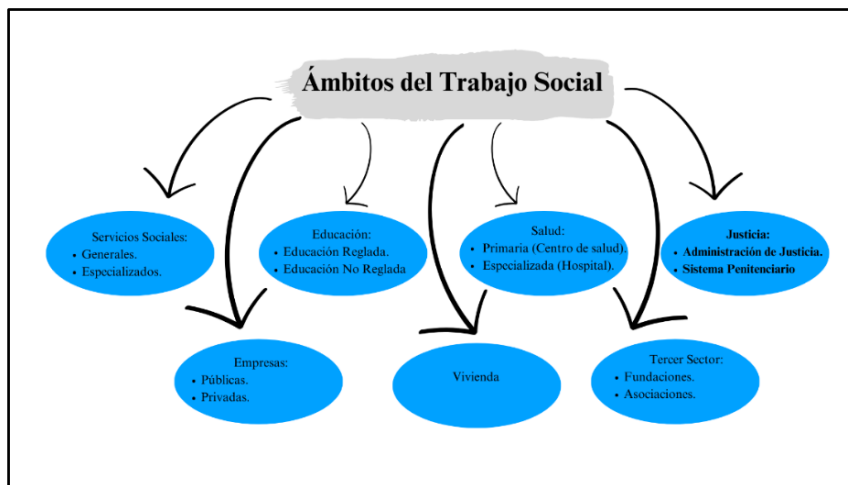 Ámbitos del Trabajo Social
Servicios Sociales:
• Generales.
• Especializados.
Educación:
• Educación Reglada.
• Educación No Reglada
Salud:
• Primaria (Centro de salud).
• Especializada (Hospital).
Justicia:
• Administración de Justicia.
• Sistema Penitenciario
Empresas:
• Públicas.
• Privadas.
Vivienda
Tercer Sector:
• Fundaciones.
• Asociaciones.